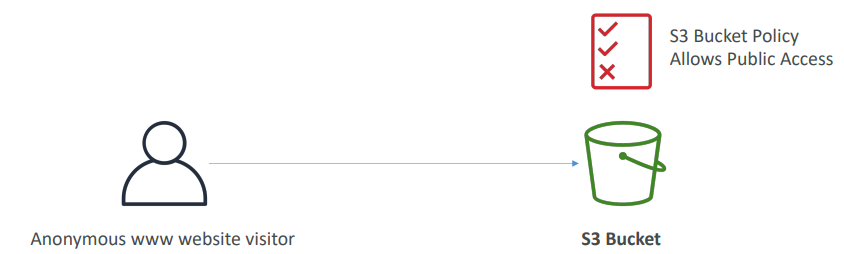 S3 Bucket Policy
Allows Public Access
Anonymous www website visitor
S3 Bucket